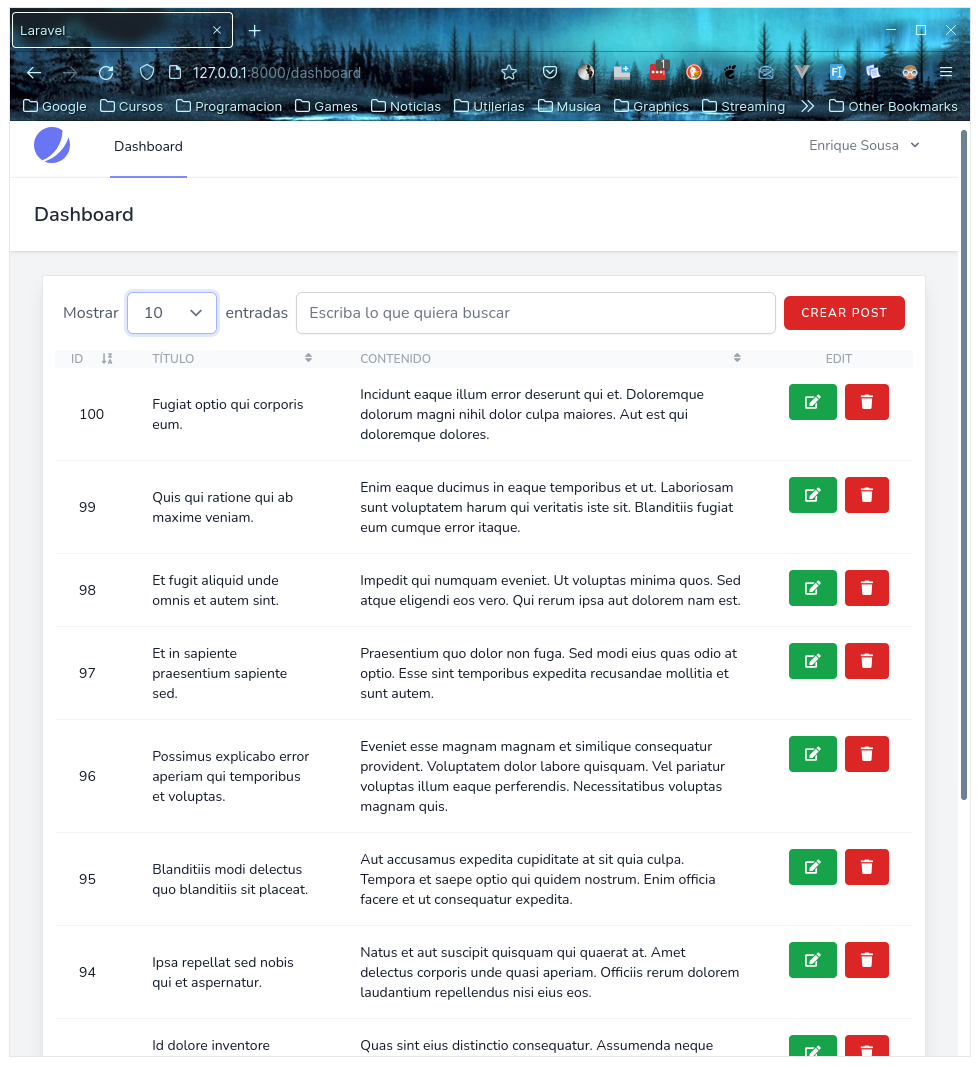 Laravel
127.0.0.1:8000/dashboard
1
Google Cursos Programacion Games Noticias Utilerias Musica Graphics Streaming Other Bookmarks
Dashboard
Enrique Sousa
Dashboard
Mostrar 10 entradas Escriba lo que quiera buscar CREAR POST
ID TÍTULO CONTENIDO EDIT
100
Fugiat optio qui corporis
eum.
Incidunt eaque illum error deserunt qui et. Doloremque
dolorum magni nihil dolor culpa maiores. Aut est qui
doloremque dolores.
99
Quis qui ratione qui ab
maxime veniam.
Enim eaque ducimus in eaque temporibus et ut. Laboriosam
sunt voluptatem harum qui veritatis iste sit. Blanditiis fugiat
eum cumque error itaque.
98
Et fugit aliquid unde
omnis et autem sint.
Impedit qui numquam eveniet. Ut voluptas minima quos. Sed
atque eligendi eos vero. Qui rerum ipsa aut dolorem nam est.
97
Et in sapiente
praesentium sapiente
sed.
Praesentium quo dolor non fuga. Sed modi eius quas odio at
optio. Esse sint temporibus expedita recusandae mollitia et
sunt autem.
96
Possimus explicabo error
aperiam qui temporibus
et voluptas.
Eveniet esse magnam magnam et similique consequatur
provident. Voluptatem dolor labore quisquam. Vel pariatur
voluptas illum eaque perferendis. Necessitatibus voluptas
magnam quis.
95
Blanditiis modi delectus
quo blanditiis sit placeat.
Aut accusamus expedita cupiditate at sit quia culpa.
Tempora et saepe optio qui quidem nostrum. Enim officia
facere et ut consequatur expedita.
94
Ipsa repellat sed nobis
qui et aspernatur.
Natus et aut suscipit quisquam qui quaerat at. Amet
delectus corporis unde quasi aperiam. Officiis rerum dolorem
laudantium repellendus nisi eius eos.
Id dolore inventore
Quas sint eius distinctio consequatur. Assumenda neque